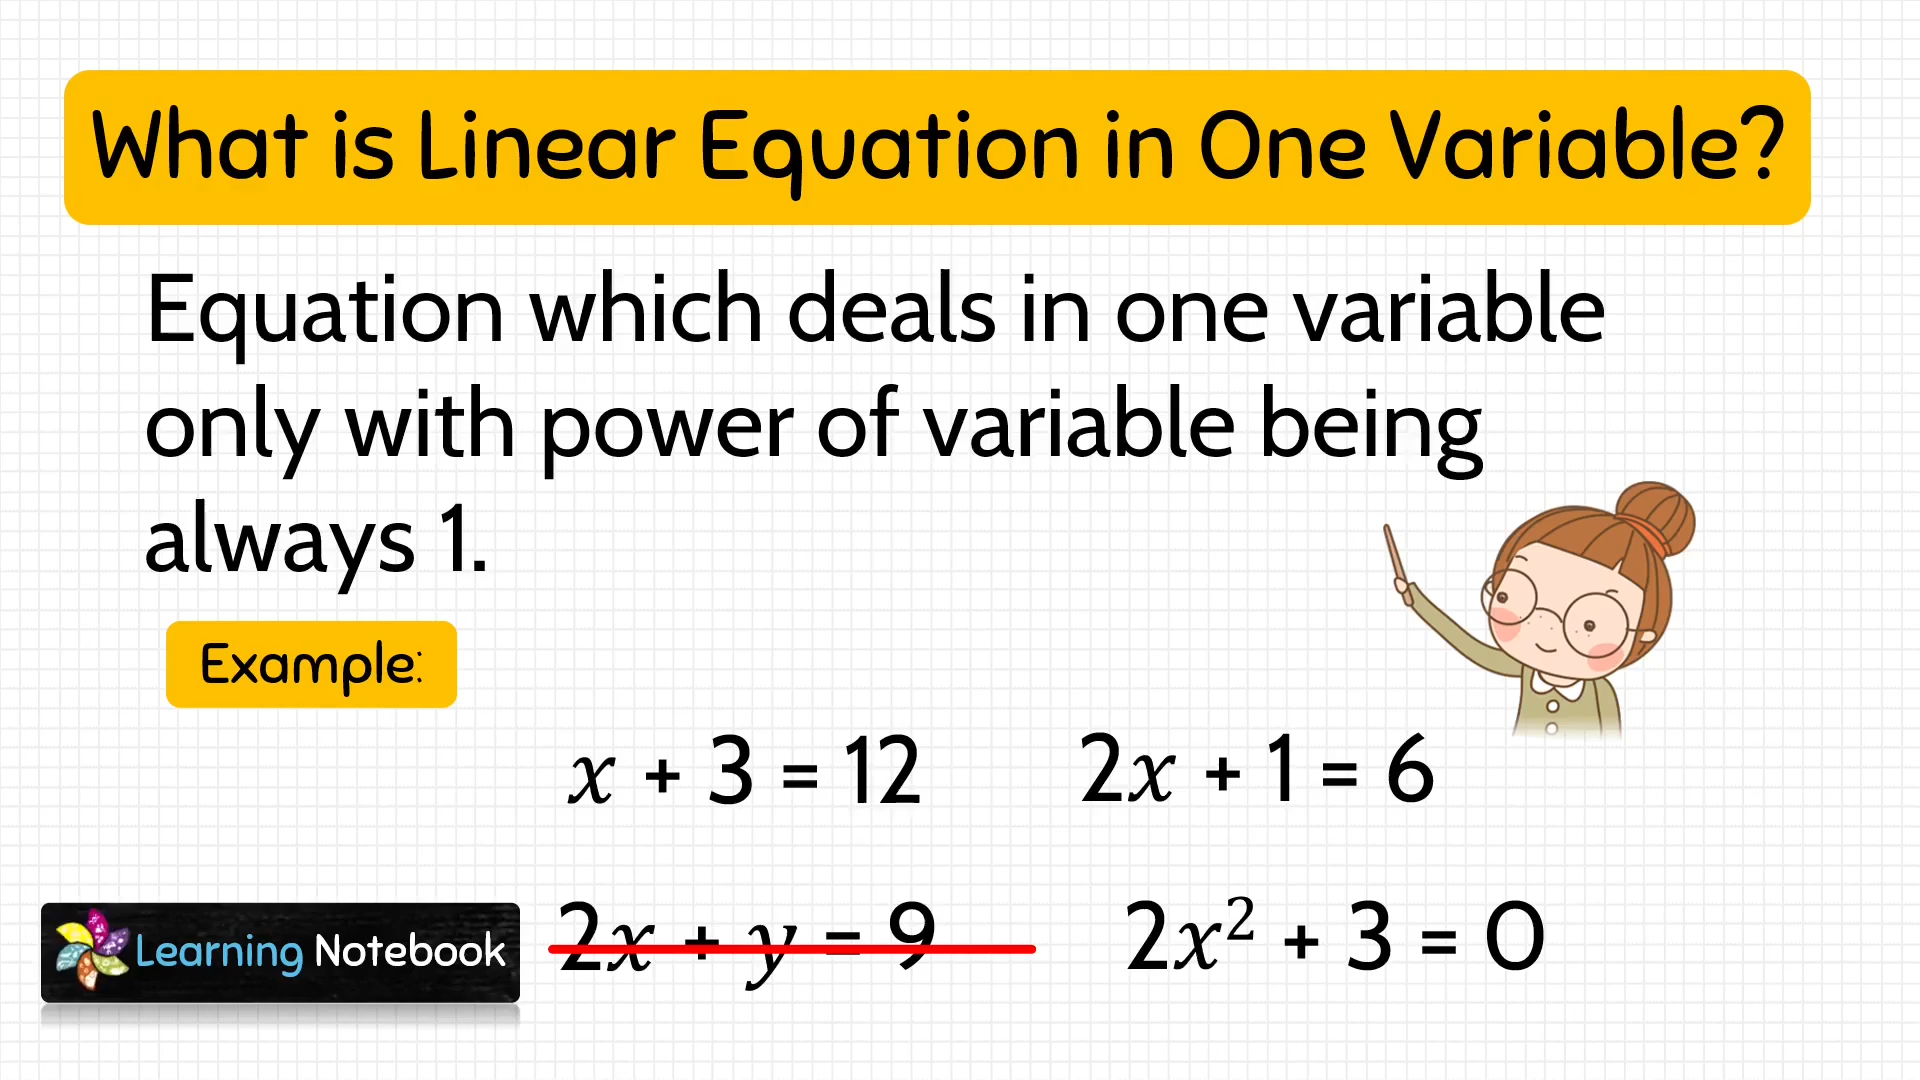 What is Linear Equation in One Variable?
Equation which deals in one variable
only with power of variable being
always 1.
Example:
x + 3 = 12
2x + 1 = 6
2x + y = 9
2x² + 3 = 0
Learning Notebook